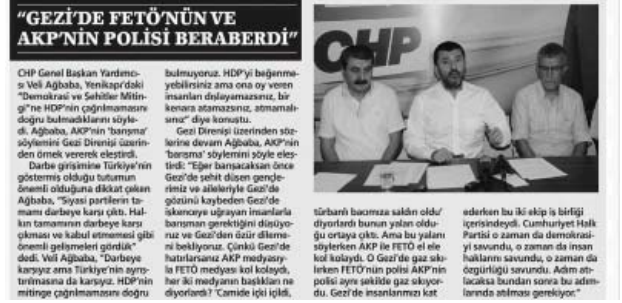 “GEZİ’DE FETÖ’NÜN VE
AKP’NİN POLİSİ BERABERDİ”
CHP Genel Başkan Yardımcı-
sı Veli Ağbaba, Yenikapı'daki
"Demokrasi ve Şehitler Mitin-
gi"ne HDP'nin çağrılmamasını
doğru bulmadıklarını söyle-
di. Ağbaba, AKP'nin 'barışma'
söylemini Gezi Direnişi üzerin-
den örnek vererek eleştirdi.
Darbe girişimine Türkiye'nin
göstermiş olduğu tutumun
önemli olduğuna dikkat çeken
Ağbaba, "Siyasi partilerin ta-
mamı darbeye karşı çıktı. Hal-
kın tamamının darbeye karşı
çıkması ve kabul etmemesi gibi
önemli gelişmeleri gördük"
dedi. Veli Ağbaba, "Darbeye
karşıyız ama Türkiye'nin ayrış-
tırılmasına da karşıyız. HDP'nin
mitinge çağrılmamasını doğru
bulmuyoruz. HDP'yi beğenme-
yebilirsiniz ama ona oy veren
insanları dışlayamazsınız, bir
kenara atamazsınız, atmamalı-
sınız" diye konuştu.
Gezi Direnişi üzerinden söz-
lerine devam Ağbaba, AKP'nin
'barışma' söylemini şöyle eleş-
tirdi: "Eğer barışacaksan önce
Gezi'de şehit düşen gençle-
rimiz ve aileleriyle Gezi'de
gözünü kaybeden Gezi'de
işkenceye uğrayan insanlarla
barışman gerektiğini düşünüyo-
ruz ve Gezi'den özür dileme-
ni bekliyoruz. Çünkü Gezi'de
hatırlarsanız AKP medyasıy-
la FETÖ medyası kol kolaydı,
her iki medyanın başlıkları ne
diyorlardı? 'Camide içki içildi,
CHP
türbanlı bacımıza saldırı oldu'
diyorlardı bunun yalan oldu-
ğu ortaya çıktı. Ama bu yalanı
söylerken AKP ile FETÖ el ele
kol kolaydı. O Gezi'de gaz sıkı-
lırken FETÖ'nün polisi AKP'nin
polisi aynı şekilde gaz sıkıyor-
du. Gezi'de insanlarımızı kat
ederken bu iki ekip iş birliği
içerisindeydi. Cumhuriyet Halk
Partisi o zaman da demokrasi-
yi savundu, o zaman da insan
haklarını savundu, o zaman da
özgürlüğü savundu. Adım atı-
lacaksa bundan sonra bu adım-
larında atılması gerekiyor."